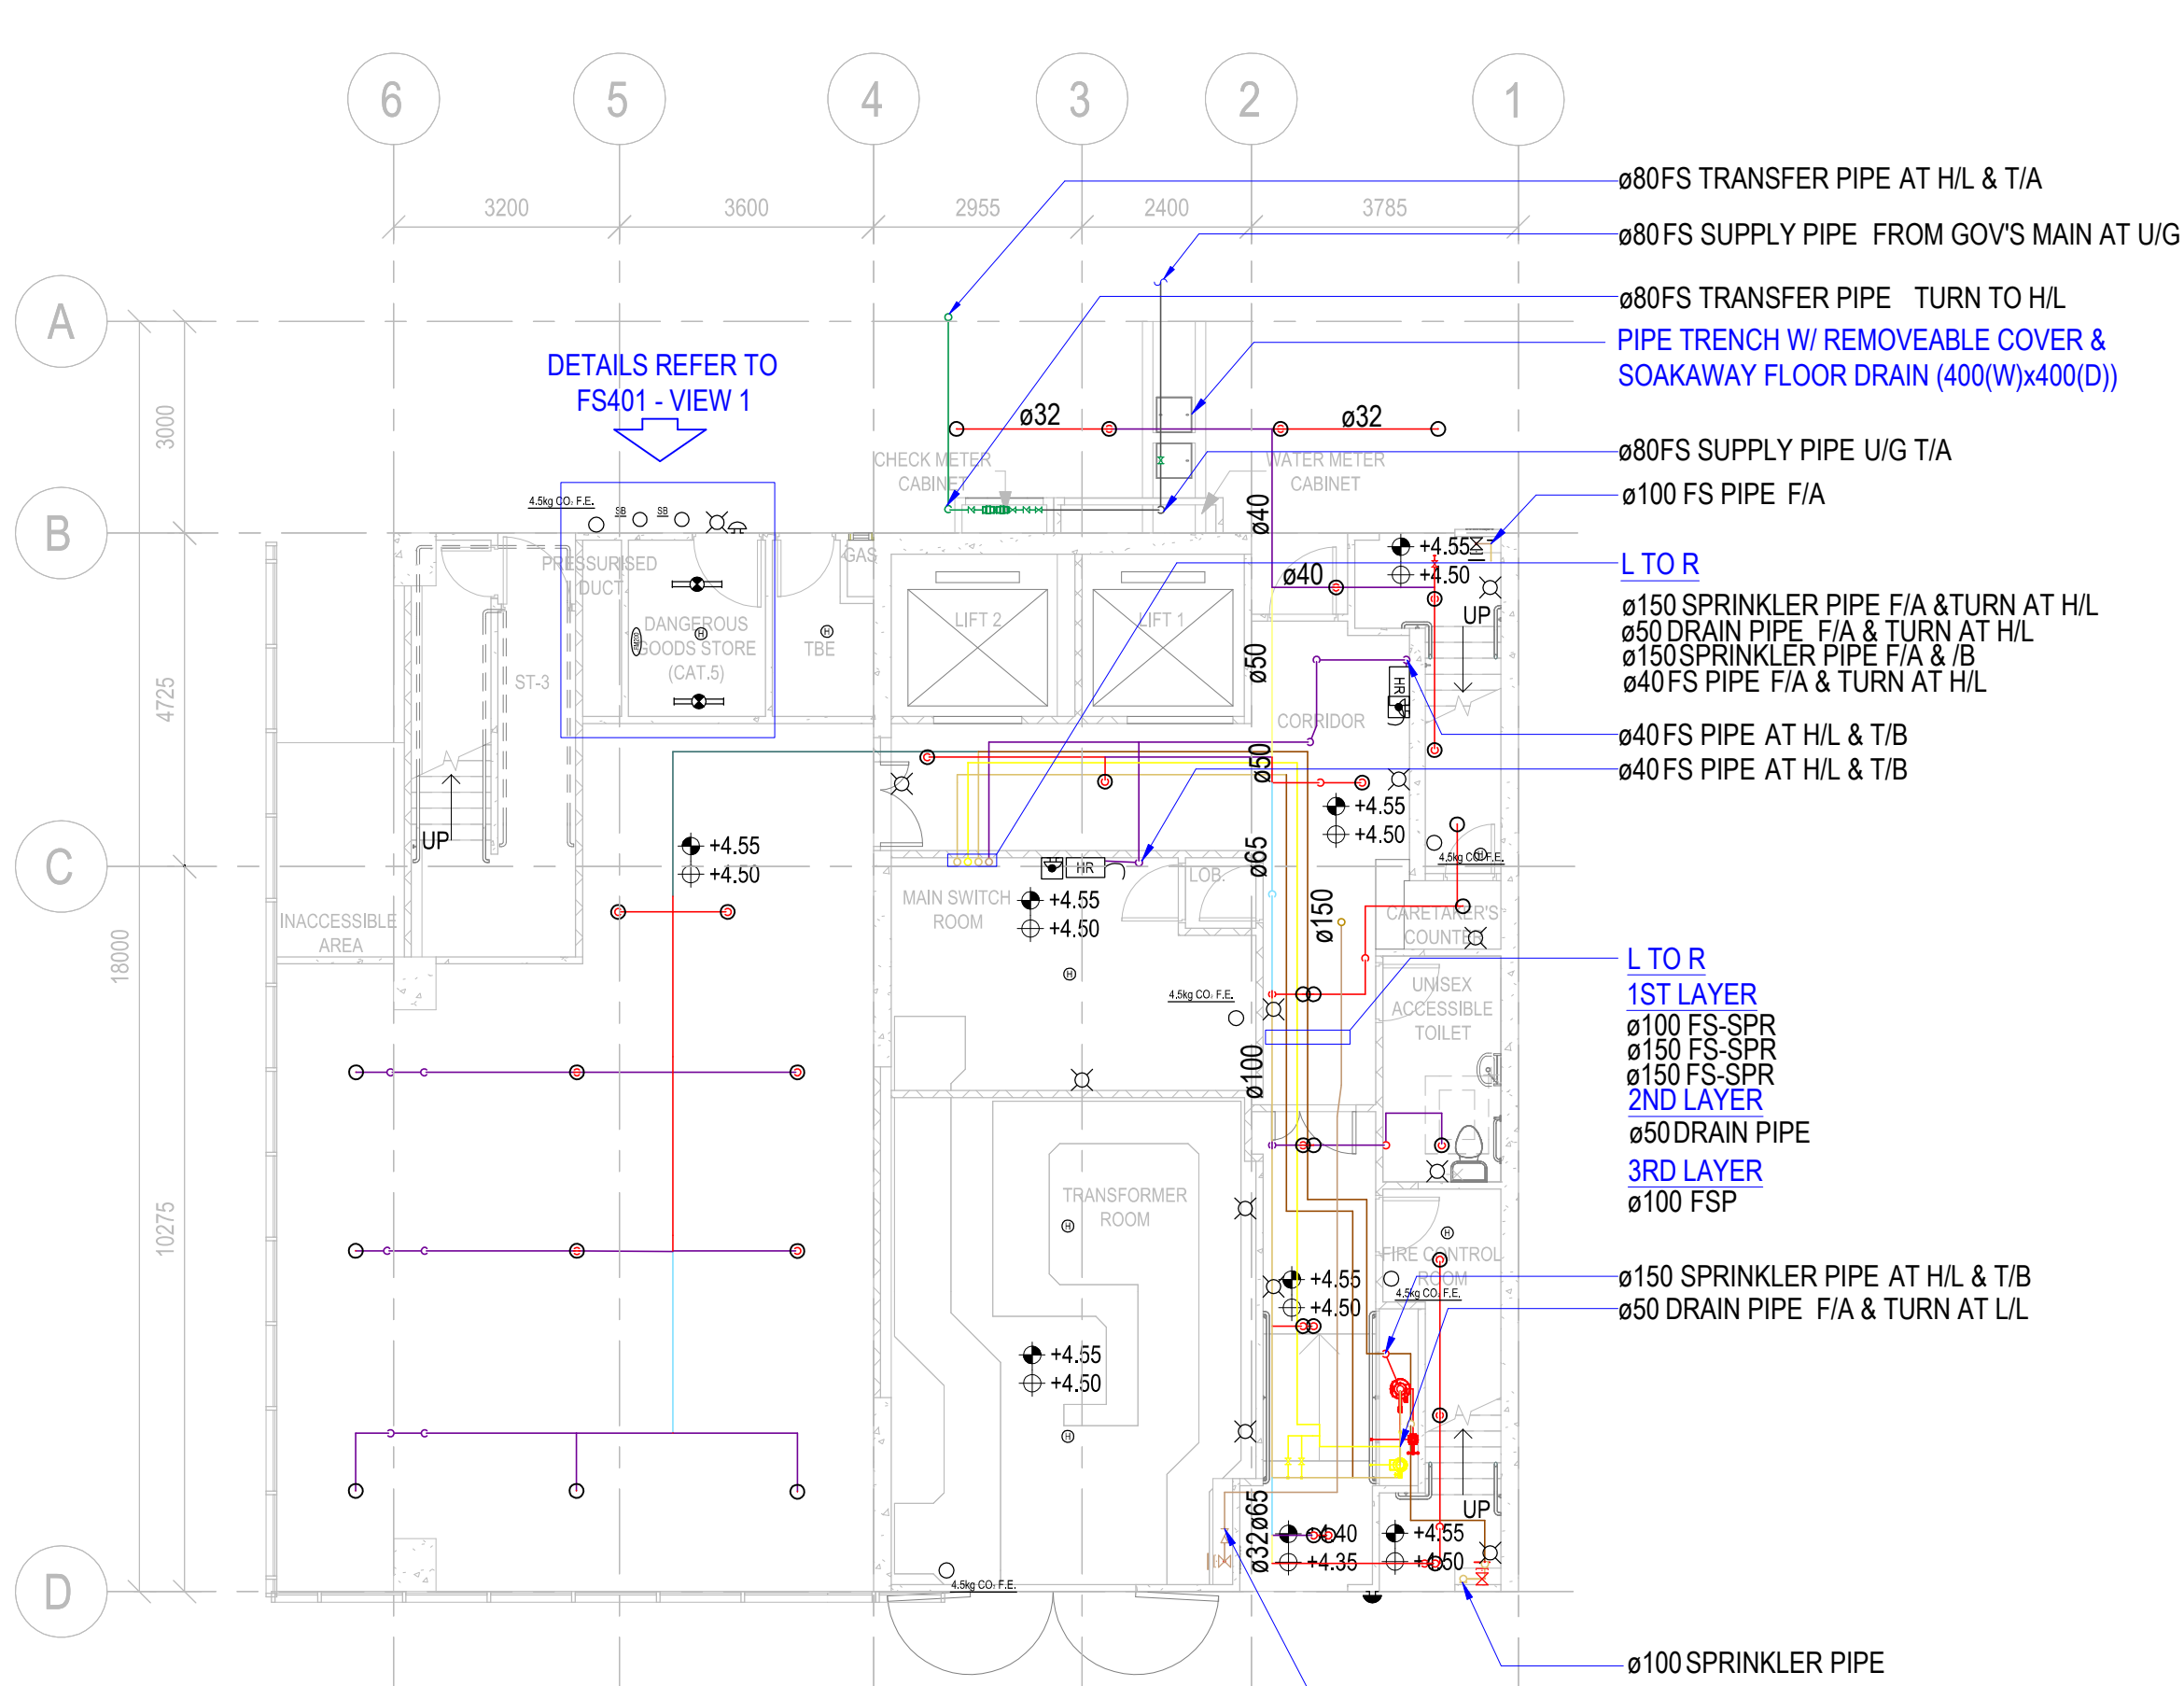 6
5
4
3
2
1
3200
3600
2955
2400
3785
ø80FS TRANSFER PIPE AT H/L & T/A
ø80FS SUPPLY PIPE FROM GOV'S MAIN AT U/G
ø80FS TRANSFER PIPE TURN TO H/L
PIPE TRENCH W/ REMOVEABLE COVER &
SOAKAWAY FLOOR DRAIN (400(W)x400(D))
ø80FS SUPPLY PIPE U/G T/A
ø100 FS PIPE F/A
L TO R
ø150 SPRINKLER PIPE F/A &TURN AT H/L
ø50 DRAIN PIPE F/A & TURN AT H/L
ø150SPRINKLER PIPE F/A & /B
ø40FS PIPE F/A & TURN AT H/L
ø40FS PIPE AT H/L & T/B
ø40FS PIPE AT H/L & T/B
L TO R
1ST LAYER
ø100 FS-SPR
ø150 FS-SPR
ø150 FS-SPR
2ND LAYER
ø50DRAIN PIPE
3RD LAYER
ø100 FSP
ø150 SPRINKLER PIPE AT H/L & T/B
ø50 DRAIN PIPE F/A & TURN AT L/L
ø100SPRINKLER PIPE
A
B
C
D
3000
4725
18000
10275
DETAILS REFER TO
FS401 - VIEW 1
4.5kg CO₂ F.E.
SB
SB
ø32
ø32
CHECK METER
CABINET
WATER METER
CABINET
ø40
GAS
PRESSURISED
DUCT
DANGEROUS
GOODS STORE
(CAT.5)
FM200
H
H
TBE
ST-3
LIFT 2
LIFT 1
+4.55
+4.50
ø40
UP
ø50
HR
CORRIDOR
ø50
+4.55
+4.50
UP
+4.55
+4.50
ø65
4.5kg CO₂ F.E.
H
HR
LOB.
MAIN SWITCH
ROOM
+4.55
+4.50
ø150
CARETAKER'S
COUNTER
INACCESSIBLE
AREA
H
4.5kg CO₂ F.E.
UNISEX
ACCESSIBLE
TOILET
ø100
TRANSFORMER
ROOM
H
H
FIRE CONTROL
ROOM
H
4.5kg CO₂ F.E.
+4.55
+4.50
+4.55
+4.50
H
UP
ø32
ø65
+4.40
+4.35
+4.55
+4.50
4.5kg CO₂ F.E.